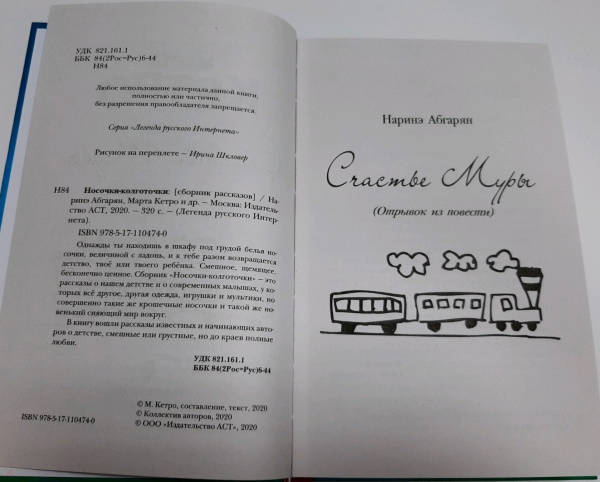 УДК 821.161.1
ББК 84(2Рос=Рус)6-44
Н84
Любое использование материала данной книги,
полностью или частично,
без разрешения правообладателя запрещается.
Серия «Легенда русского Интернета»
Рисунок на переплете — Ирина Шкловер
Н84 Носочки-колготочки: [сборник рассказов] / На-
ринэ Абгарян, Марта Кетро и др. — Москва: Издатель-
ство АСТ, 2020. — 320 с. — (Легенда русского Интер-
нета).
ISBN 978-5-17-110474-0
Однажды ты находишь в шкафу под грудой белья но-
сочки, величиной с ладонь, и к тебе разом возвращается
детство, твоё или твоего ребёнка. Смешное, щемящее,
бесконечно ценное. Сборник «Носочки-колготочки» — это
рассказы о нашем детстве и о современных малышах, у ко-
торых всё другое, другая одежда, игрушки и мультики, но
совершенно такие же крошечные носочки и такой же но-
венький сияющий мир вокруг.
В книгу вошли рассказы известных и начинающих авто-
ров о детстве, смешные или грустные, но до краев полные
любви.
УДК 821.161.1
ББК 84(2Рос=Рус)6-44
© М. Кетро, составление, текст, 2020
© Коллектив авторов, 2020
ISBN 978-5-17-110474-0 © ООО «Издательство АСТ», 2020
Наринэ Абгарян
Счастье Муры
(Отрывок из повести)